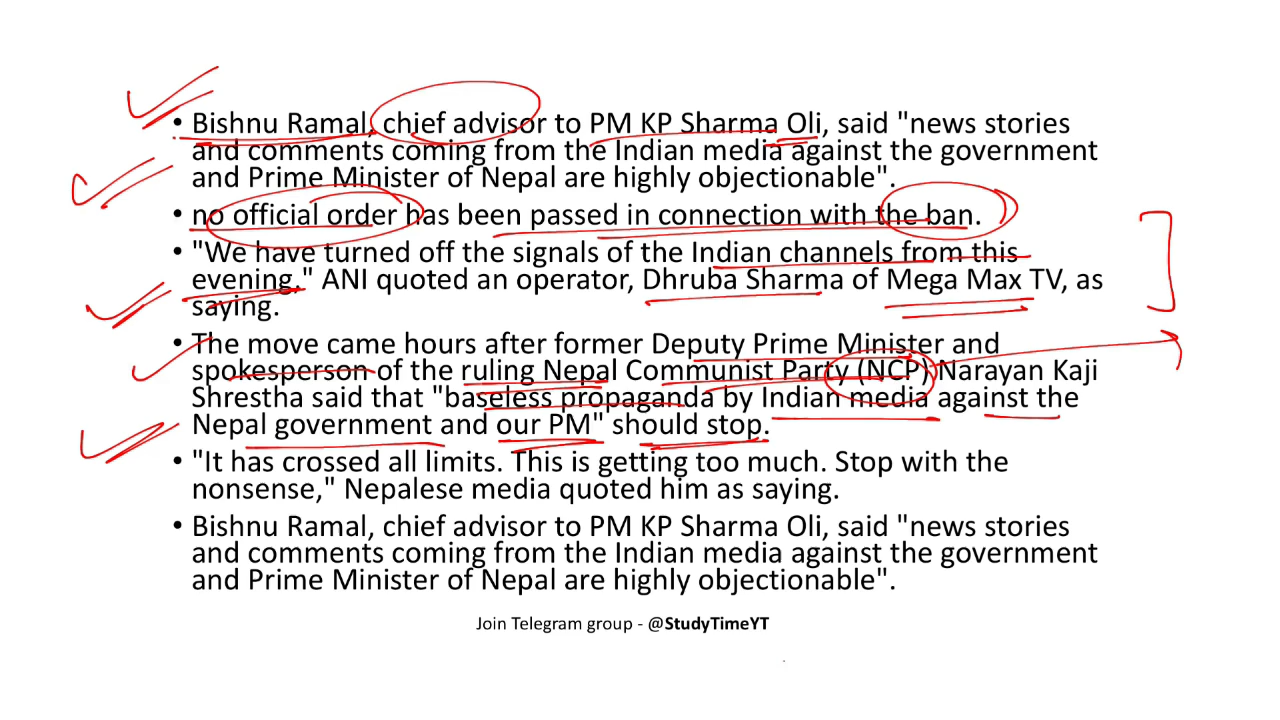 • Bishnu Ramal, chief advisor to PM KP Sharma Oli, said "news stories
and comments coming from the Indian media against the government
and Prime Minister of Nepal are highly objectionable".
• no official order has been passed in connection with the ban.
• "We have turned off the signals of the Indian channels from this
evening," ANI quoted an operator, Dhruba Sharma of Mega Max TV, as
saying.
• The move came hours after former Deputy Prime Minister and
spokesperson of the ruling Nepal Communist Party (NCP) Narayan Kaji
Shrestha said that "baseless propaganda by Indian media against the
Nepal government and our PM" should stop.
• "It has crossed all limits. This is getting too much. Stop with the
nonsense," Nepalese media quoted him as saying.
• Bishnu Ramal, chief advisor to PM KP Sharma Oli, said "news stories
and comments coming from the Indian media against the government
and Prime Minister of Nepal are highly objectionable".
Join Telegram group - @StudyTimeYT